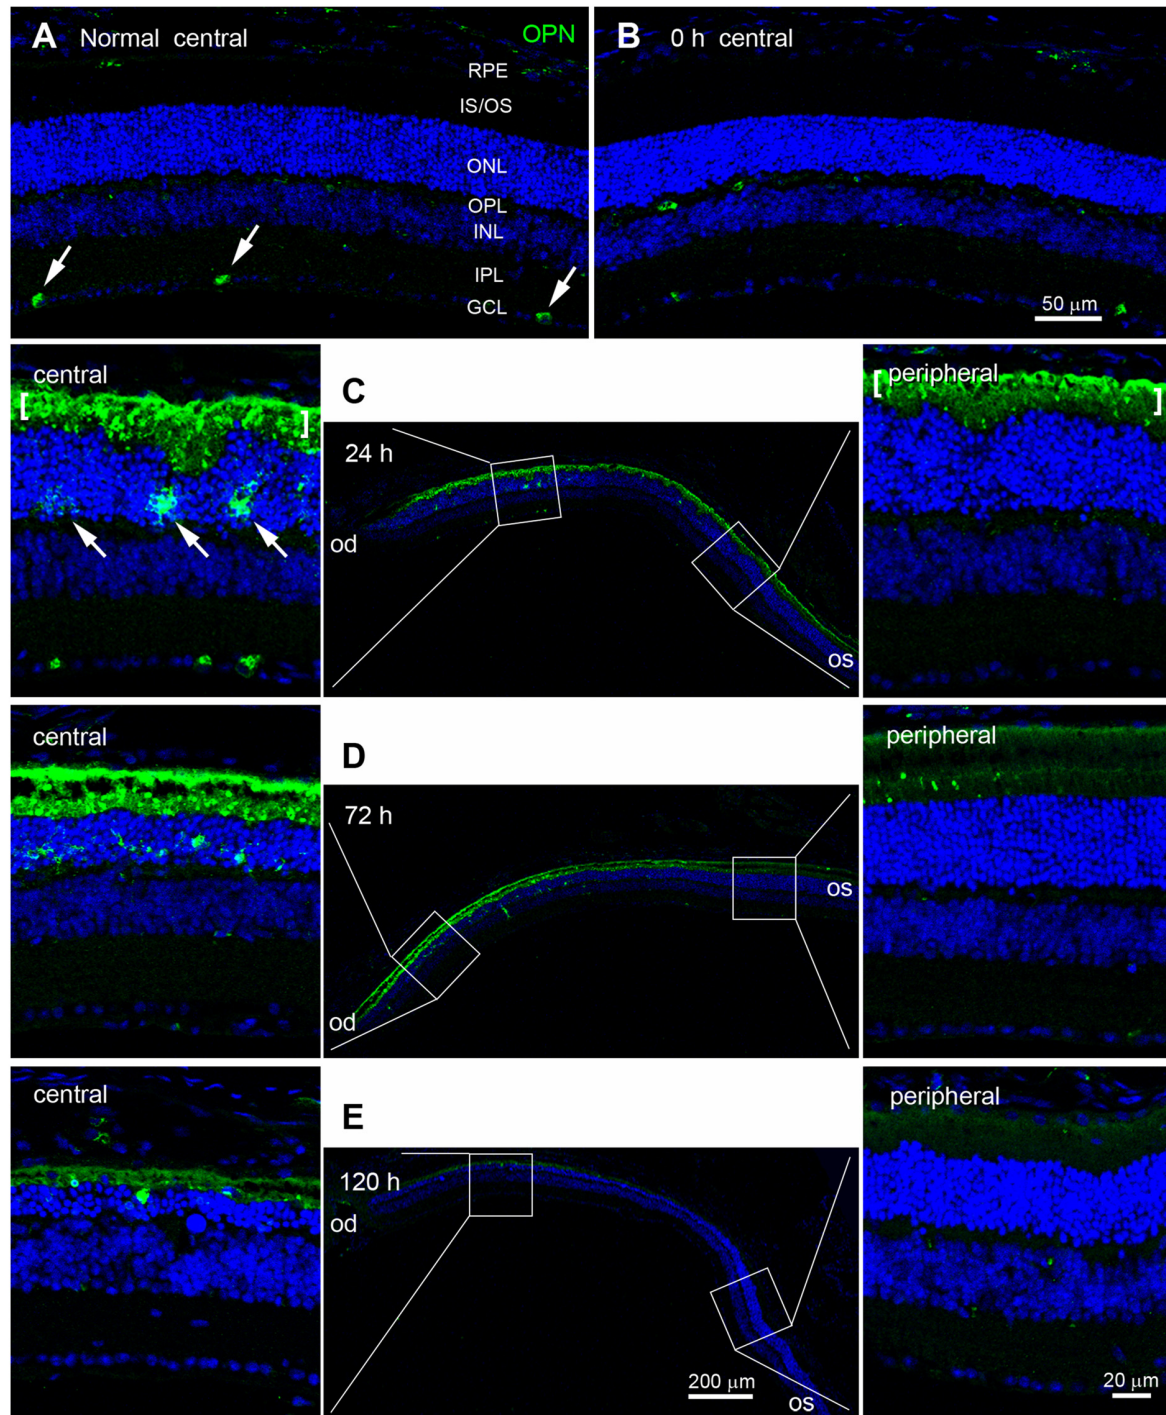 A Normal central OPN
RPE
IS/OS
ONL
OPL
INL
IPL
GCL
B 0 h central
50 µm
central
[ ]
C
24 h
od
os
peripheral
[ ]
central
D
72 h
od
os
peripheral
central
E
120 h
od
os
200 µm
peripheral
20 µm